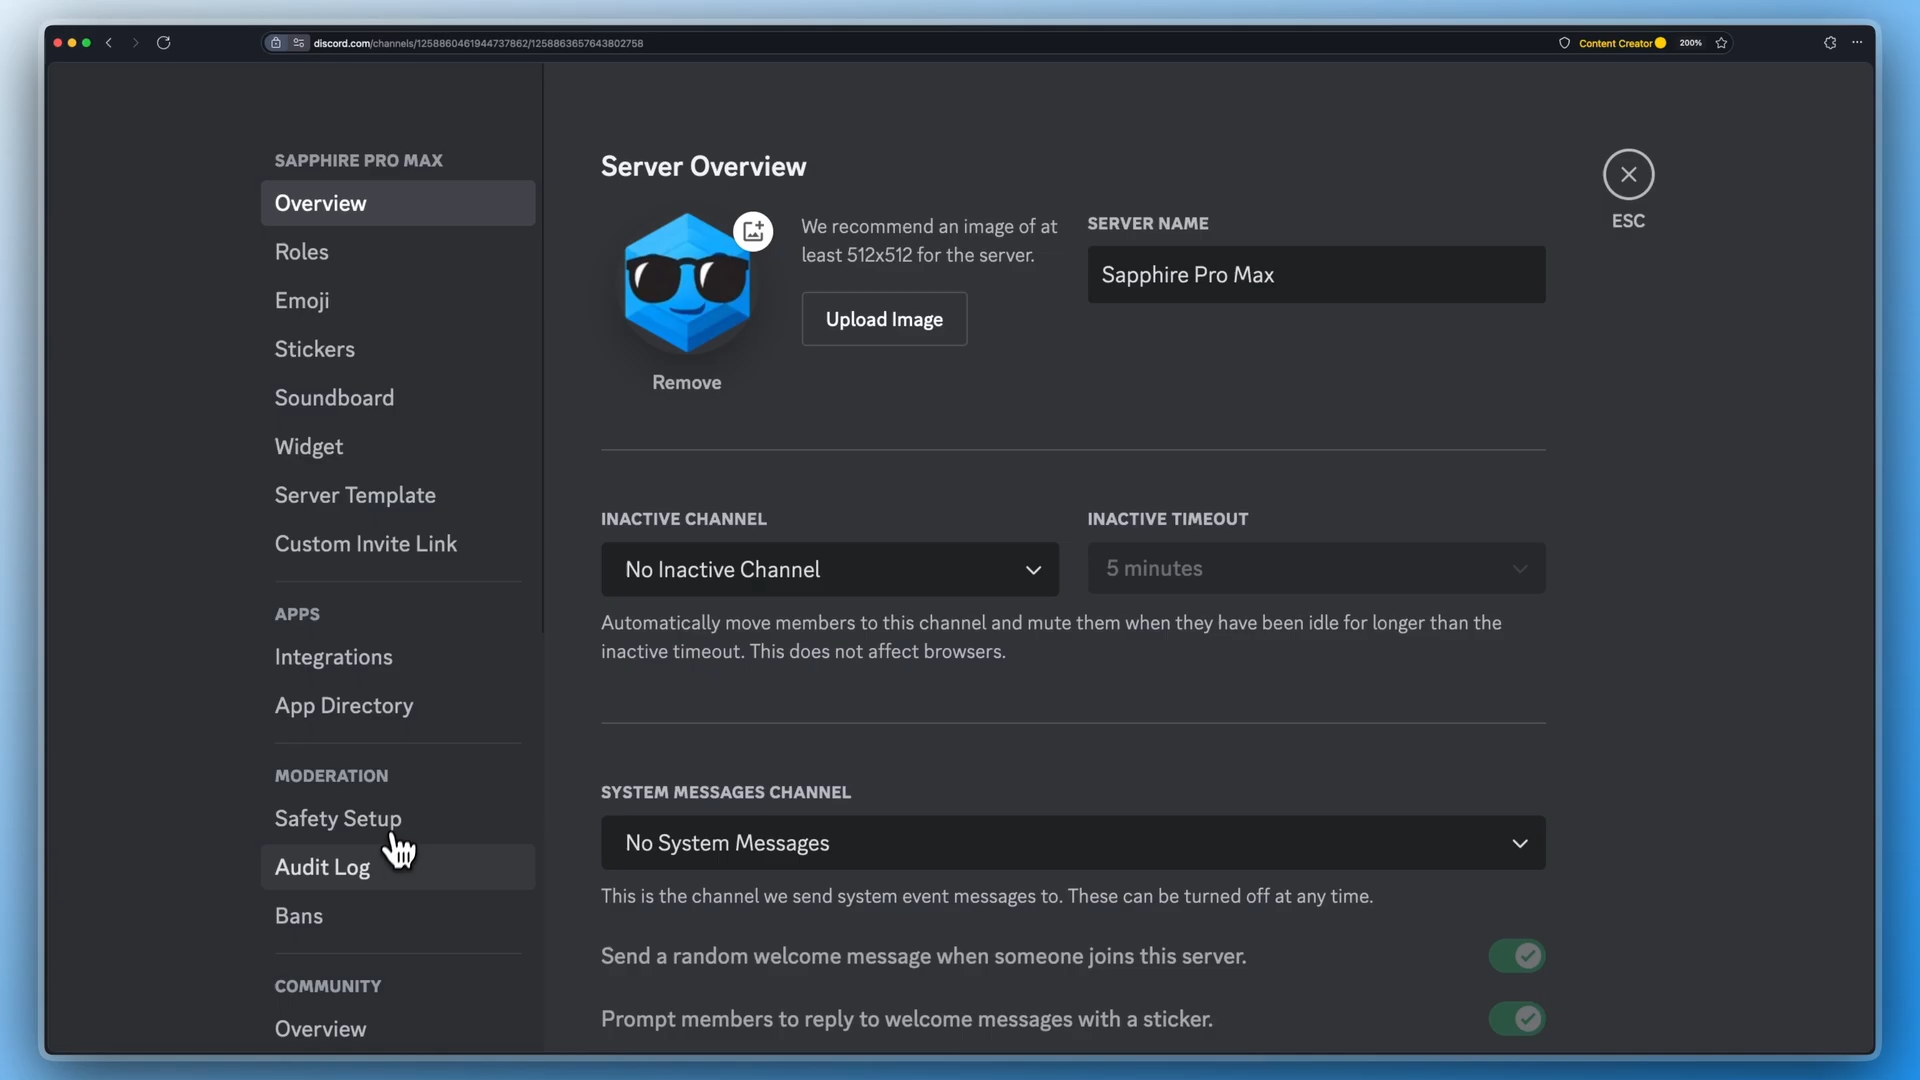 discord.com/channels/1258860461944737862/1258863657643802758
Content Creator
200%
SAPPHIRE PRO MAX
Overview
Roles
Emoji
Stickers
Soundboard
Widget
Server Template
Custom Invite Link
APPS
Integrations
App Directory
MODERATION
Safety Setup
Audit Log
Bans
COMMUNITY
Overview
Server Overview
We recommend an image of at
least 512x512 for the server.
Upload Image
Remove
SERVER NAME
Sapphire Pro Max
ESC
INACTIVE CHANNEL
No Inactive Channel
INACTIVE TIMEOUT
5 minutes
Automatically move members to this channel and mute them when they have been idle for longer than the
inactive timeout. This does not affect browsers.
SYSTEM MESSAGES CHANNEL
No System Messages
This is the channel we send system event messages to. These can be turned off at any time.
Send a random welcome message when someone joins this server.
Prompt members to reply to welcome messages with a sticker.